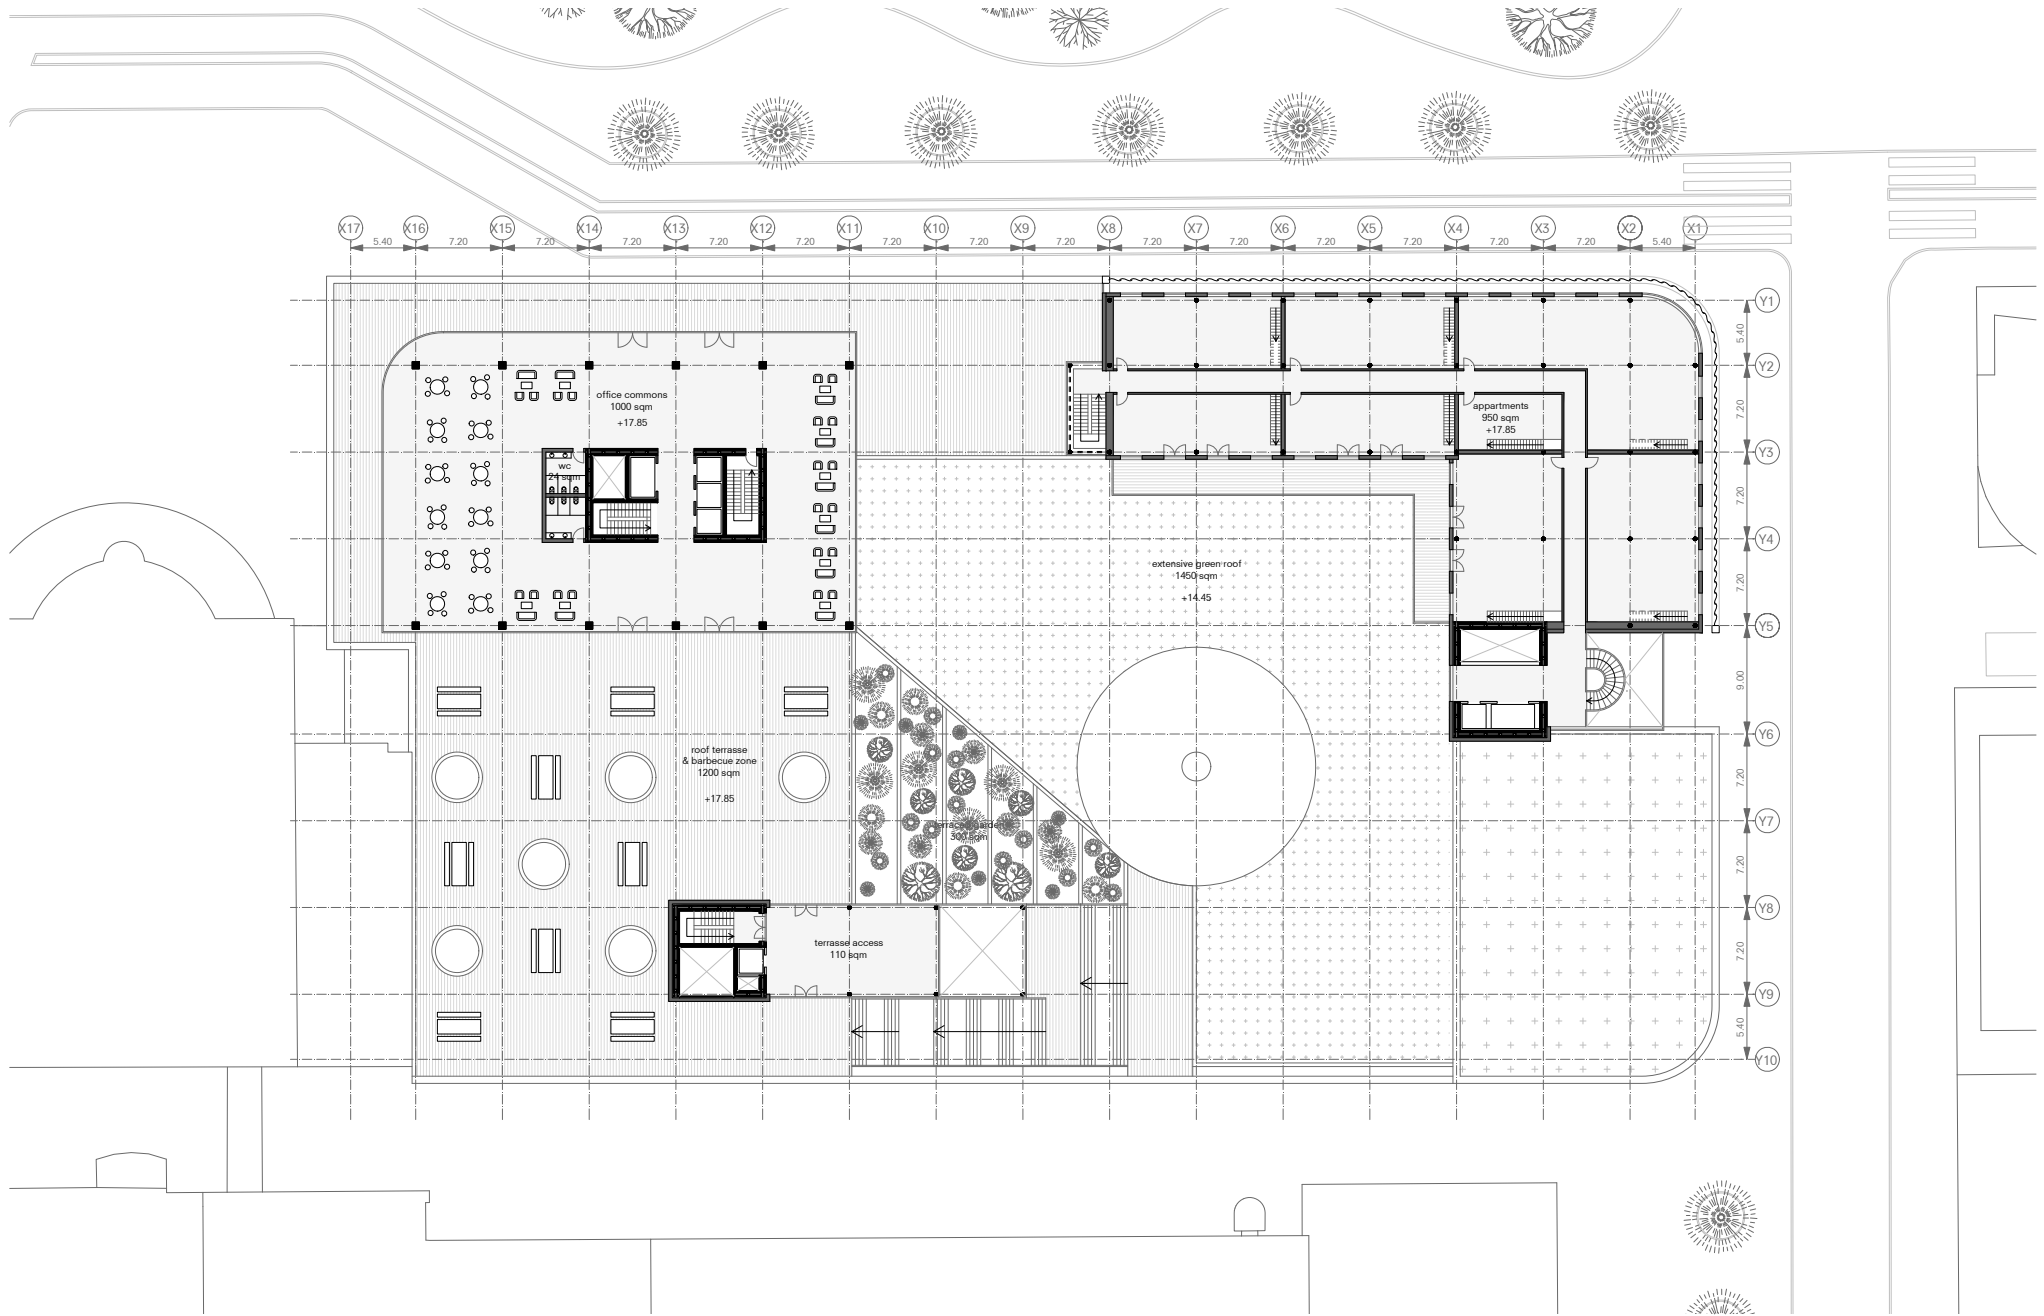 X17 X16 X15 X14 X13 X12 X11 X10 X9 X8 X7 X6 X5 X4 X3 X2 X1
5.40 7.20 7.20 7.20 7.20 7.20 7.20 7.20 7.20 7.20 7.20 7.20 7.20 7.20 7.20 5.40
Y1
5.40
Y2
7.20
office commons
1000 sqm
+17.85
appartments
950 sqm
+17.85
Y3
wc
24 sqm
7.20
Y4
extensive green roof
1450 sqm
+14.45
7.20
Y5
9.00
Y6
roof terrasse
& barbecue zone
1200 sqm
+17.85
7.20
Y7
terraced garden
300 sqm
7.20
Y8
terrasse access
110 sqm
7.20
Y9
5.40
Y10